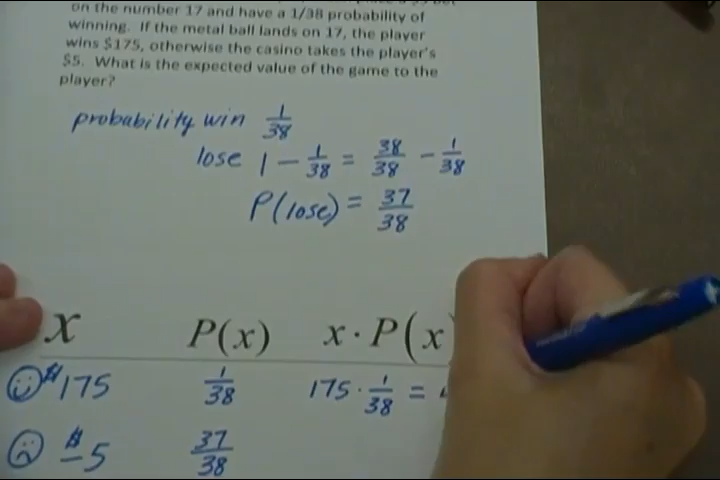 on the number 17 and have a 1/38 probability of
winning. If the metal ball lands on 17, the player
wins $175, otherwise the casino takes the player's
$5. What is the expected value of the game to the
player?
probability win 1/38
lose 1 - 1/38 = 38/38 - 1/38
P(lose) = 37/38
x P(x) x · P(x
$175 1/38 175 · 1/38 =
$-5 37/38